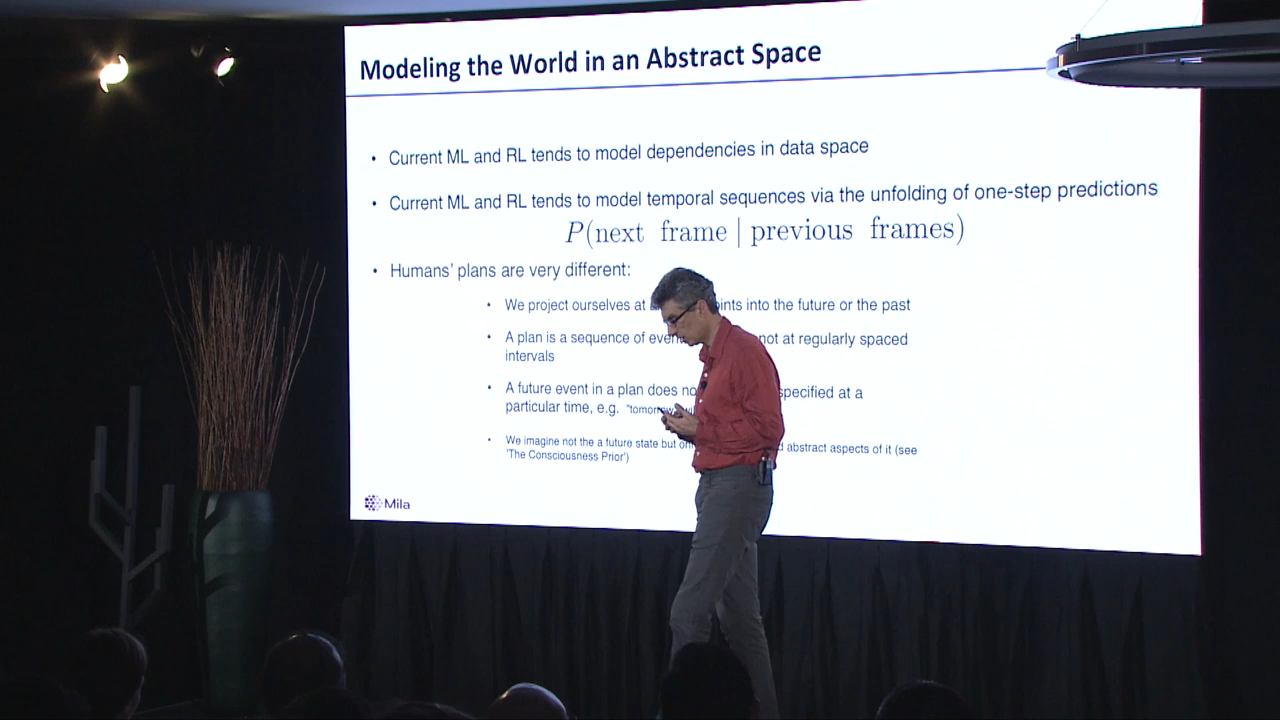 Modeling the World in an Abstract Space
• Current ML and RL tends to model dependencies in data space
• Current ML and RL tends to model temporal sequences via the unfolding of one-step predictions
P(next frame | previous frames)
• Humans' plans are very different:
• We project ourselves at into the future or the past
• A plan is a sequence of not at regularly spaced
intervals
• A future event in a plan does specified at a
particular time, e.g.
• We imagine not the a future state but abstract aspects of it (see
'The Consciousness Prior')
Mila